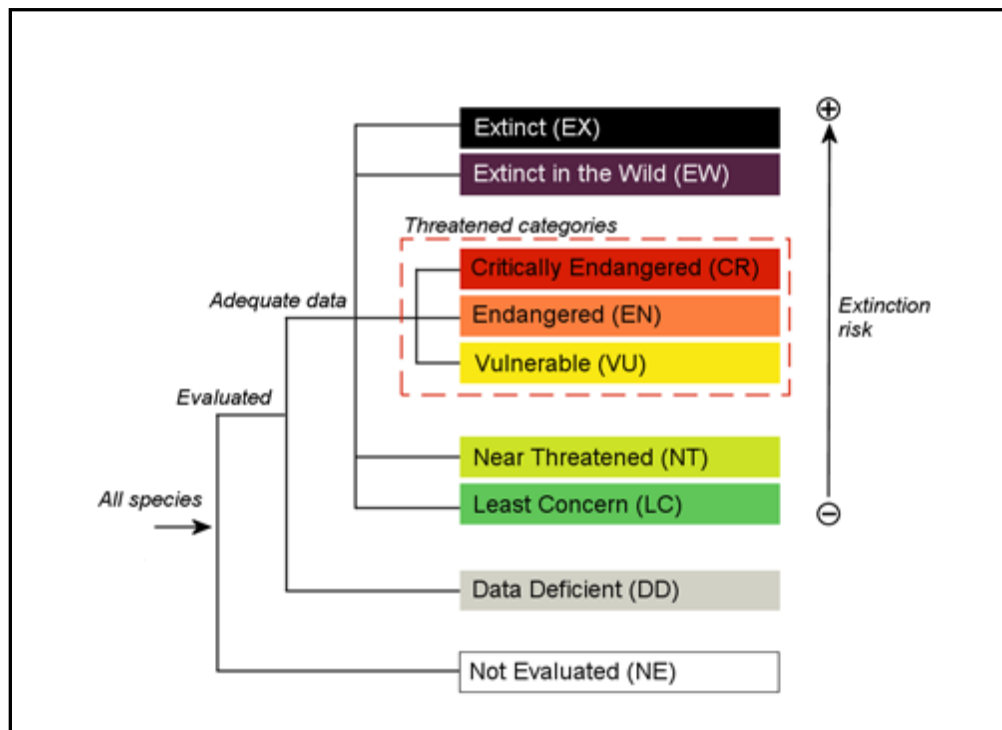 Extinct (EX)
Extinct in the Wild (EW)
Threatened categories
Critically Endangered (CR)
Adequate data
Endangered (EN)
Extinction
risk
Vulnerable (VU)
Evaluated
Near Threatened (NT)
All species
Least Concern (LC)
Data Deficient (DD)
Not Evaluated (NE)